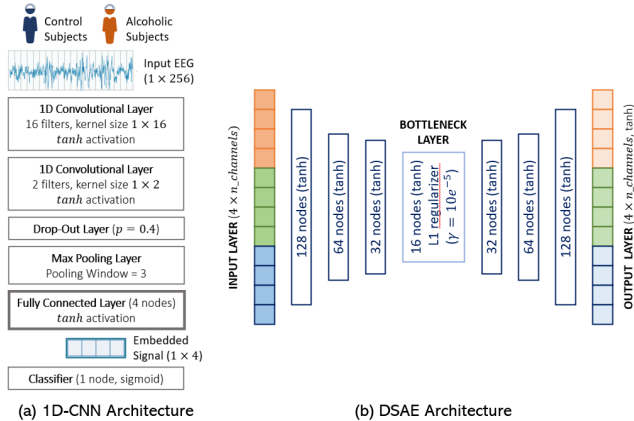 Control
Subjects
Alcoholic
Subjects
Input EEG
(1 × 256)
1D Convolutional Layer
16 filters, kernel size 1 × 16
tanh activation
1D Convolutional Layer
2 filters, kernel size 1 × 2
tanh activation
Drop-Out Layer (p = 0.4)
Max Pooling Layer
Pooling Window = 3
Fully Connected Layer (4 nodes)
tanh activation
Embedded
Signal (1 × 4)
Classifier (1 node, sigmoid)
(a) 1D-CNN Architecture
INPUT LAYER (4 × n_channels)
128 nodes (tanh)
64 nodes (tanh)
32 nodes (tanh)
BOTTLENECK
LAYER
16 nodes (tanh)
L1 regularizer
(γ = 10e⁻⁵)
32 nodes (tanh)
64 nodes (tanh)
128 nodes (tanh)
OUTPUT LAYER (4 × n_channels, tanh)
(b) DSAE Architecture